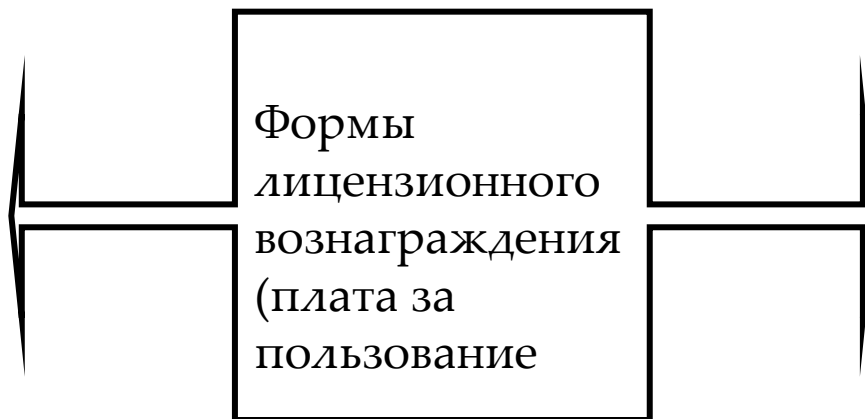 Формы
лицензионного
вознаграждения
(плата за
пользование